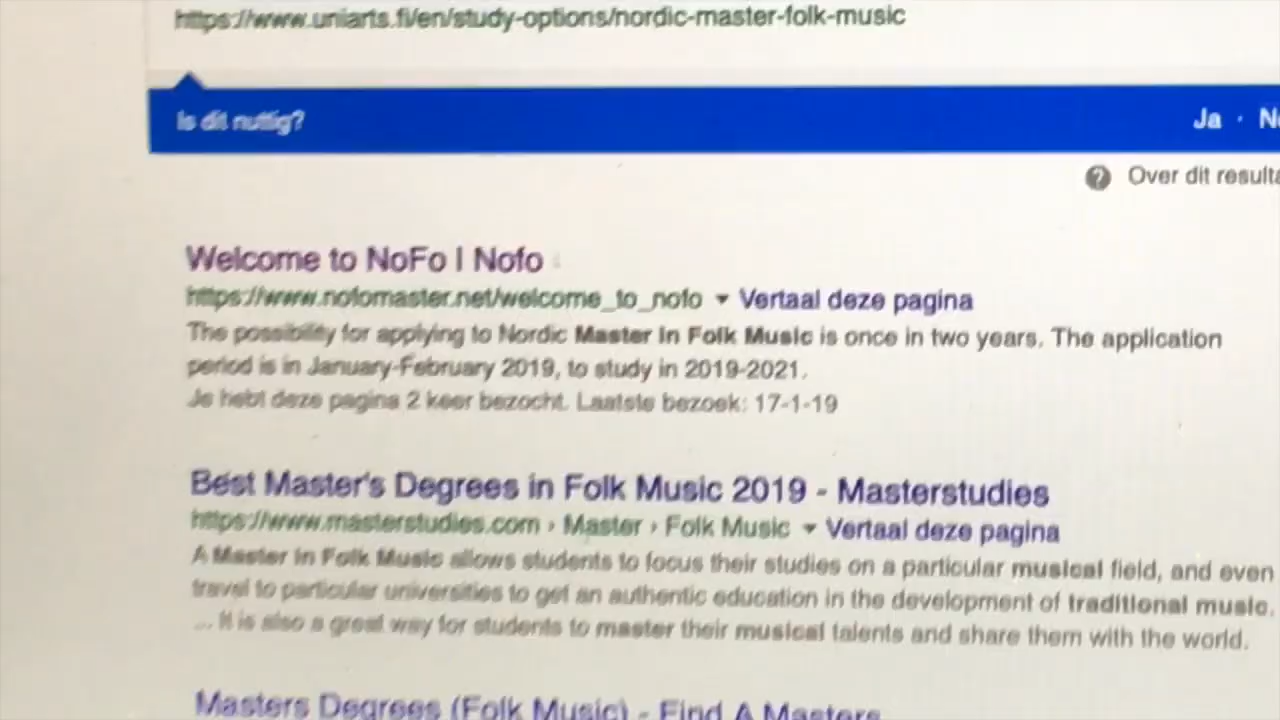 https://www.uniarts.fi/en/study-options/nordic-master-folk-music
Is dit nuttig?
Ja ·
Over dit
Welcome to NoFo | Nofo
https://www.nofomaster.net/welcome_to_nofo ▾ Vertaal deze pagina
The possibility for applying to Nordic Master in Folk Music is once in two years. The application
period is in January-February 2019, to study in 2019-2021.
Je hebt deze pagina 2 keer bezocht. Laatste bezoek: 17-1-19
Best Master's Degrees in Folk Music 2019 - Masterstudies
https://www.masterstudies.com › Master › Folk Music ▾ Vertaal deze pagina
A Master in Folk Music allows students to focus their studies on a particular musical field, and even
travel to particular universities to get an authentic education in the development of traditional music.
... It is also a great way for students to master their musical talents and share them with the world.
Masters Degrees (Folk Music) - Find A Masters